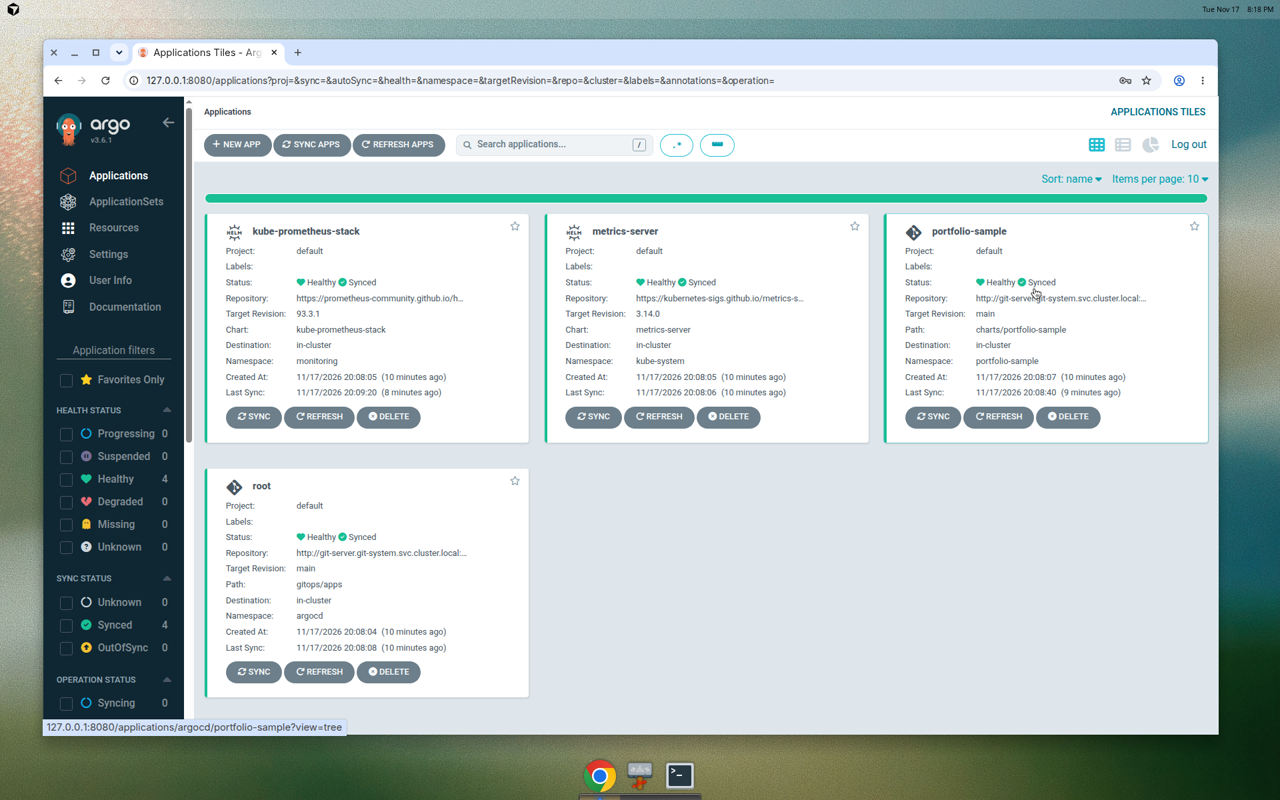 Tue Nov 17 8:18 PM
Applications Tiles - Arg
127.0.0.1:8080/applications?proj=&sync=&autoSync=&health=&namespace=&targetRevision=&repo=&cluster=&labels=&annotations=&operation=
argo
v3.6.1
Applications
ApplicationSets
Resources
Settings
User Info
Documentation
Application filters
Favorites Only
HEALTH STATUS
Progressing 0
Suspended 0
Healthy 4
Degraded 0
Missing 0
Unknown 0
SYNC STATUS
Unknown 0
Synced 4
OutOfSync 0
OPERATION STATUS
Syncing 0
Applications
APPLICATIONS TILES
+ NEW APP
SYNC APPS
REFRESH APPS
Search applications...
/
.*
Log out
Sort: name
Items per page: 10
HELM
kube-prometheus-stack
Project: default
Labels:
Status: Healthy Synced
Repository: https://prometheus-community.github.io/h...
Target Revision: 93.3.1
Chart: kube-prometheus-stack
Destination: in-cluster
Namespace: monitoring
Created At: 11/17/2026 20:08:05 (10 minutes ago)
Last Sync: 11/17/2026 20:09:20 (8 minutes ago)
SYNC REFRESH DELETE
HELM
metrics-server
Project: default
Labels:
Status: Healthy Synced
Repository: https://kubernetes-sigs.github.io/metrics-s...
Target Revision: 3.14.0
Chart: metrics-server
Destination: in-cluster
Namespace: kube-system
Created At: 11/17/2026 20:08:05 (10 minutes ago)
Last Sync: 11/17/2026 20:08:06 (10 minutes ago)
SYNC REFRESH DELETE
portfolio-sample
Project: default
Labels:
Status: Healthy Synced
Repository: http://git-server.git-system.svc.cluster.local:...
Target Revision: main
Path: charts/portfolio-sample
Destination: in-cluster
Namespace: portfolio-sample
Created At: 11/17/2026 20:08:07 (10 minutes ago)
Last Sync: 11/17/2026 20:08:40 (9 minutes ago)
SYNC REFRESH DELETE
root
Project: default
Labels:
Status: Healthy Synced
Repository: http://git-server.git-system.svc.cluster.local:...
Target Revision: main
Path: gitops/apps
Destination: in-cluster
Namespace: argocd
Created At: 11/17/2026 20:08:04 (10 minutes ago)
Last Sync: 11/17/2026 20:08:08 (10 minutes ago)
SYNC REFRESH DELETE
127.0.0.1:8080/applications/argocd/portfolio-sample?view=tree